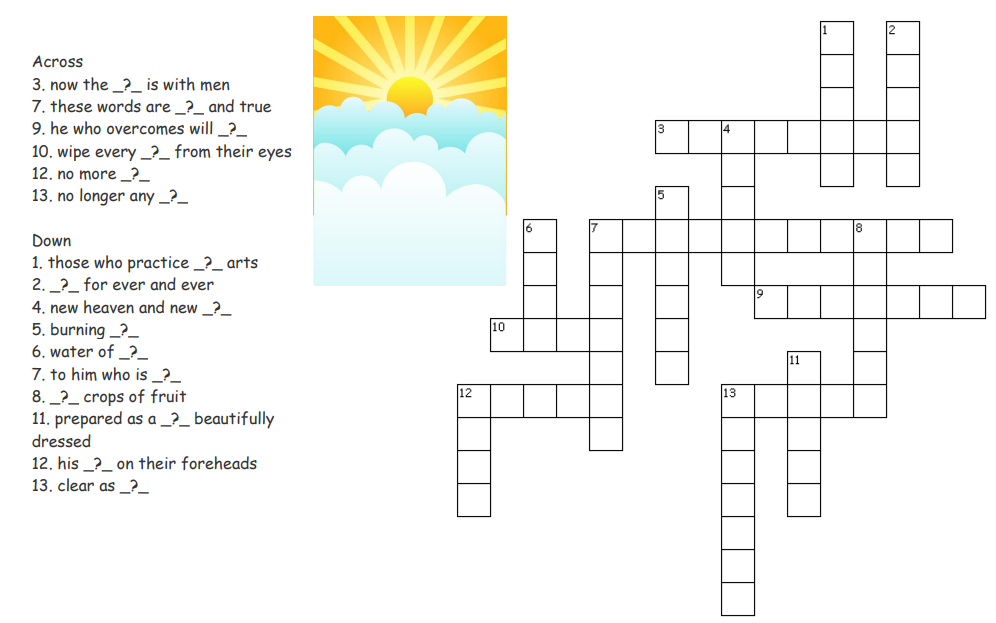 Across
3. now the _?_ is with men
7. these words are _?_ and true
9. he who overcomes will _?_
10. wipe every _?_ from their eyes
12. no more _?_
13. no longer any _?_
Down
1. those who practice _?_ arts
2. _?_ for ever and ever
4. new heaven and new _?_
5. burning _?_
6. water of _?_
7. to him who is _?_
8. _?_ crops of fruit
11. prepared as a _?_ beautifully
dressed
12. his _?_ on their foreheads
13. clear as _?_
1 2
3 4
5
6 7 8
9
10
11
12 13